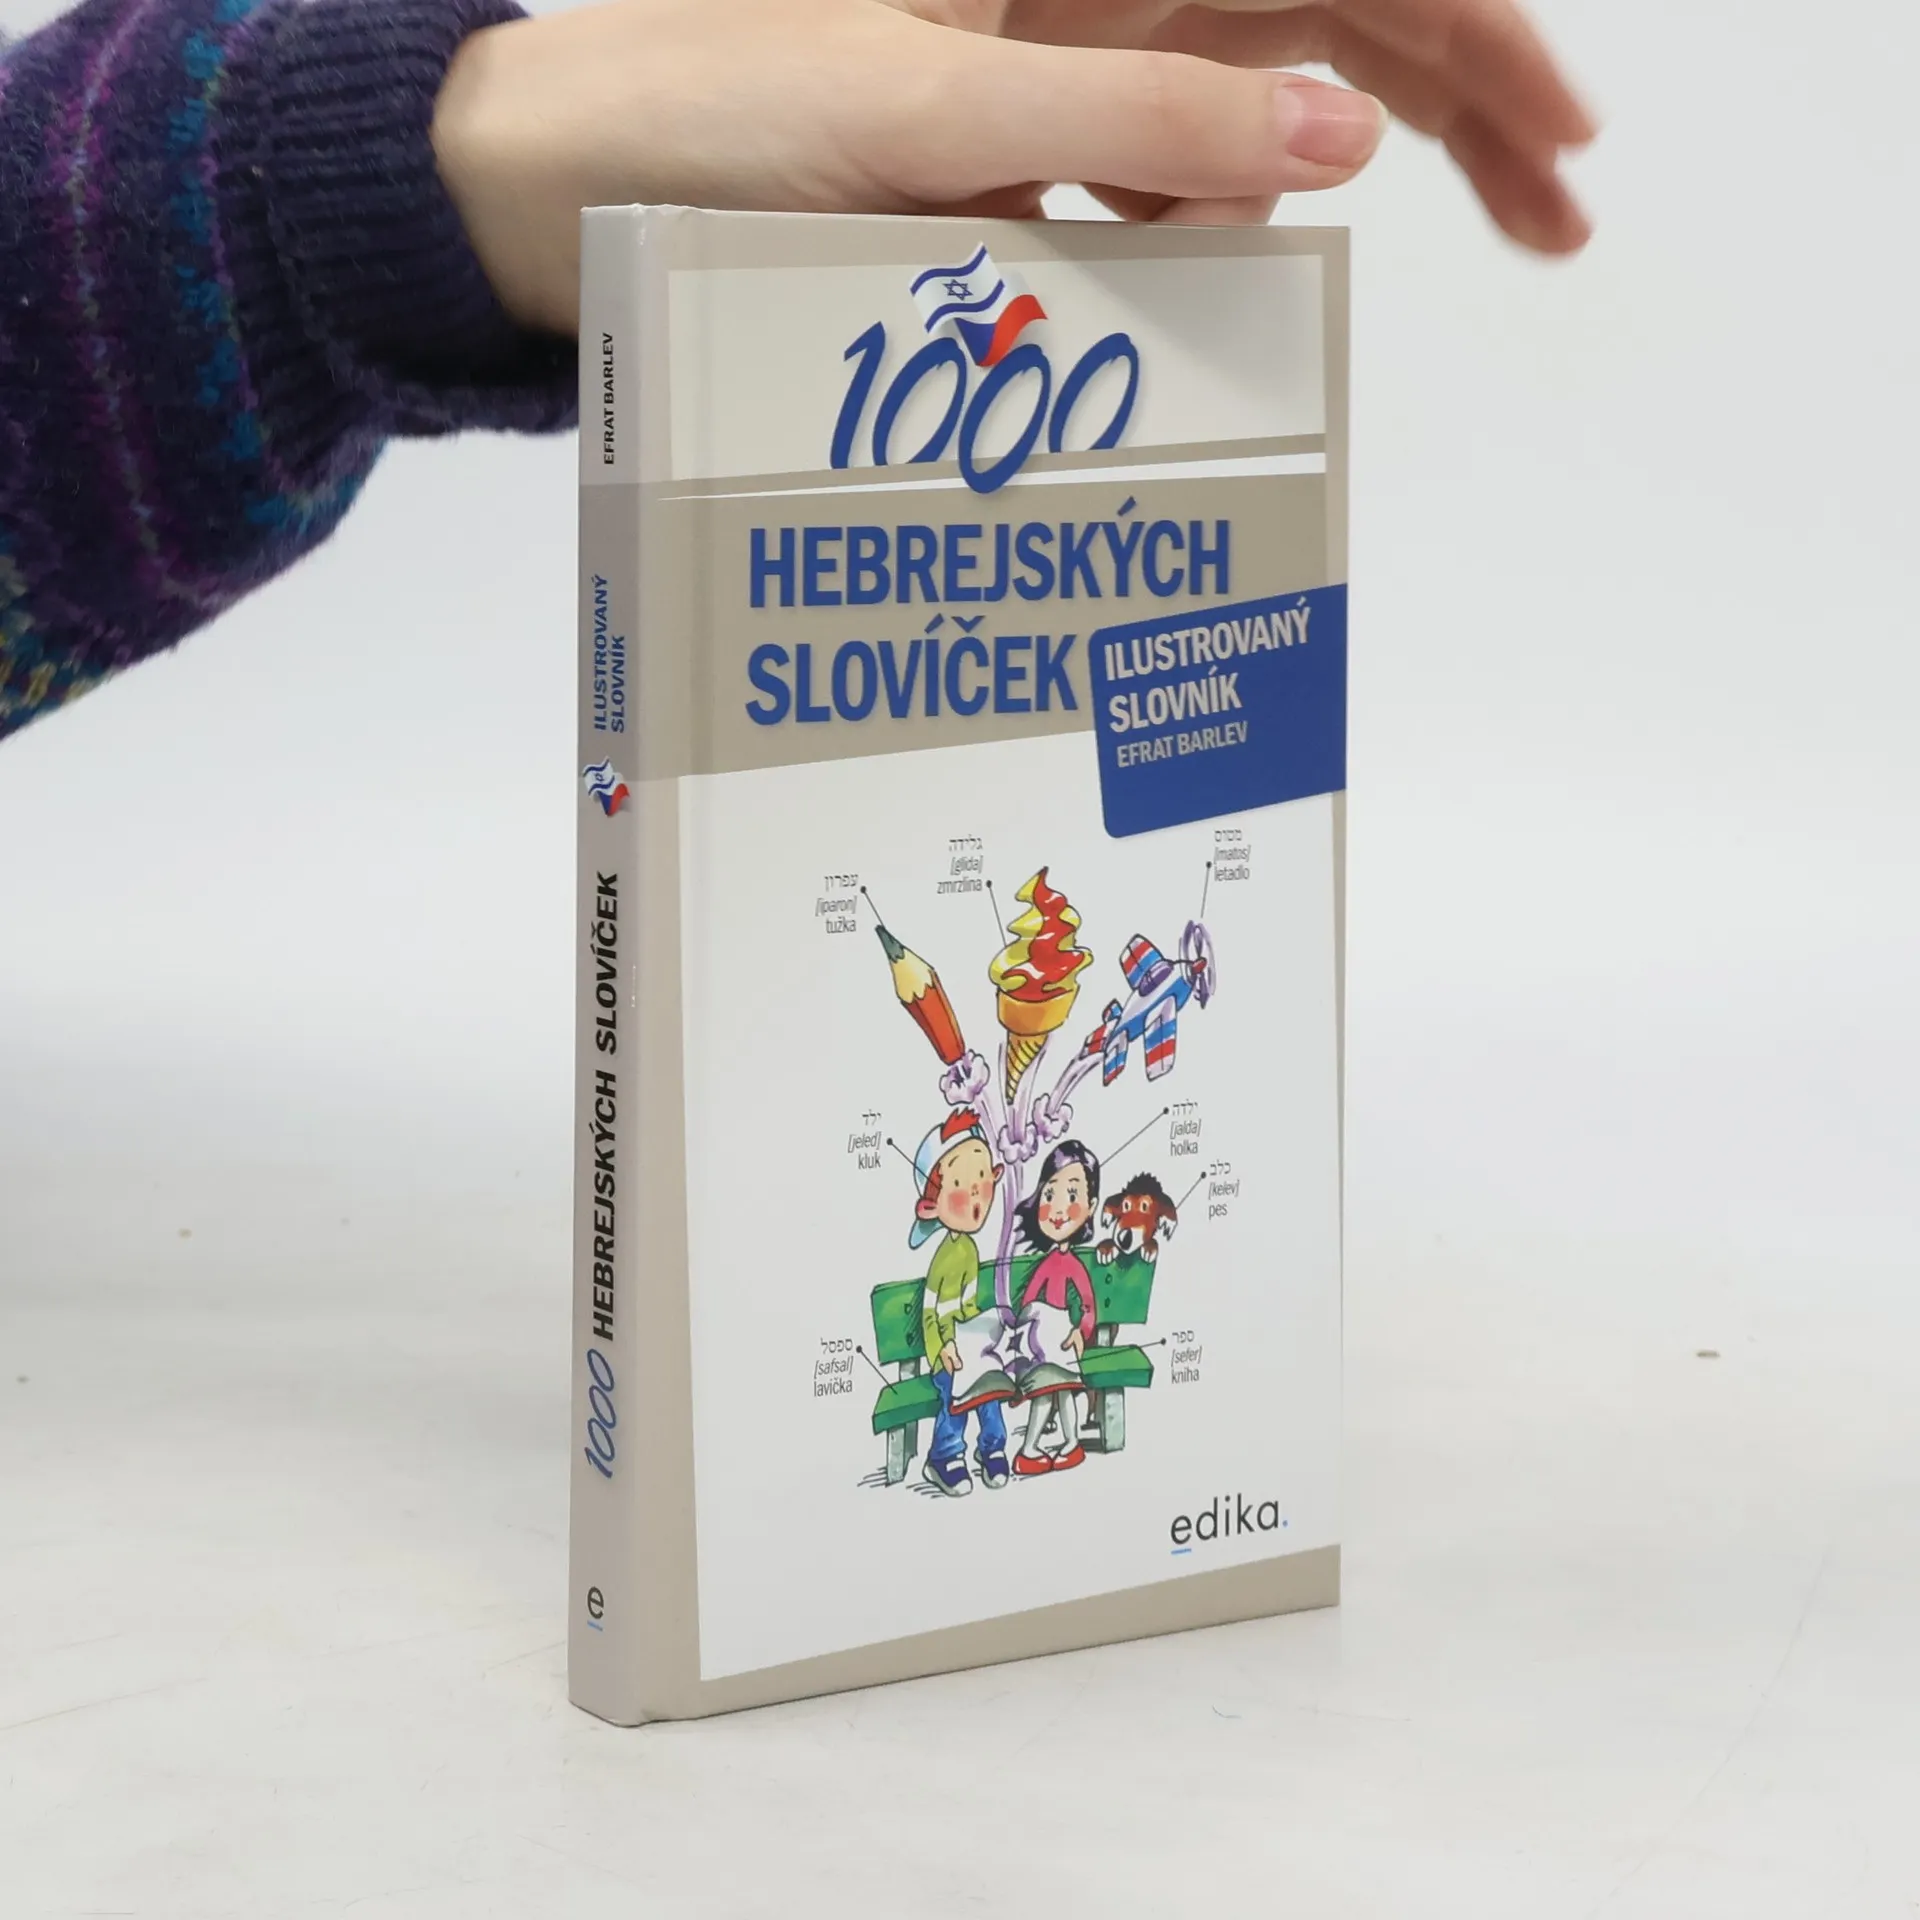 EFRAT BARLEV
ILUSTROVANÝ
SLOVNÍK
1000 HEBREJSKÝCH SLOVÍČEK
e
1000
HEBREJSKÝCH
SLOVÍČEK
ILUSTROVANÝ
SLOVNÍK
EFRAT BARLEV
גלידה
[glida]
zmrzlina
מטוס
[matos]
letadlo
עפרון
[iparon]
tužka
ילד
[jeled]
kluk
ילדה
[jalda]
holka
כלב
[kelev]
pes
ספסל
[safsal]
lavička
ספר
[sefer]
kniha
edika.